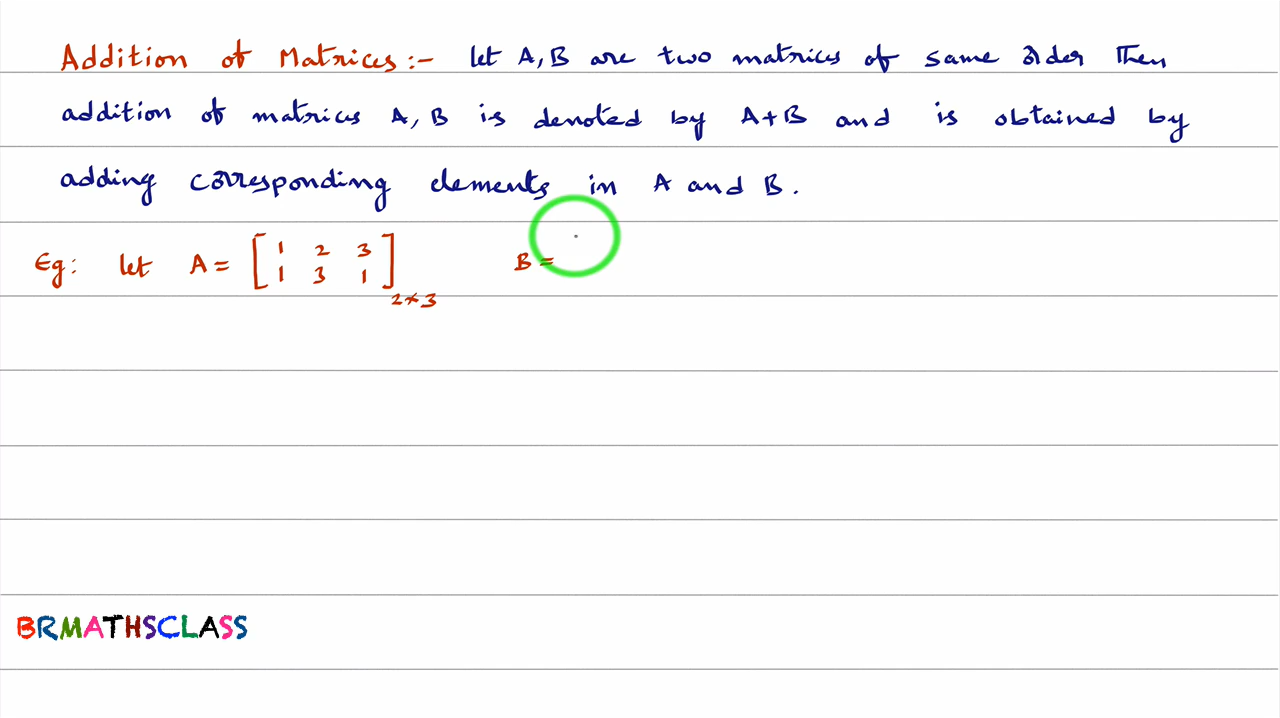 Addition of Matrices:- let A, B are two matrices of same order Then
addition of matrices A, B is denoted by A+B and is obtained by
adding corresponding elements in A and B.
Eg: let A = [1 2 3 B =
1 3 1] 2×3
BRMATHSCLASS